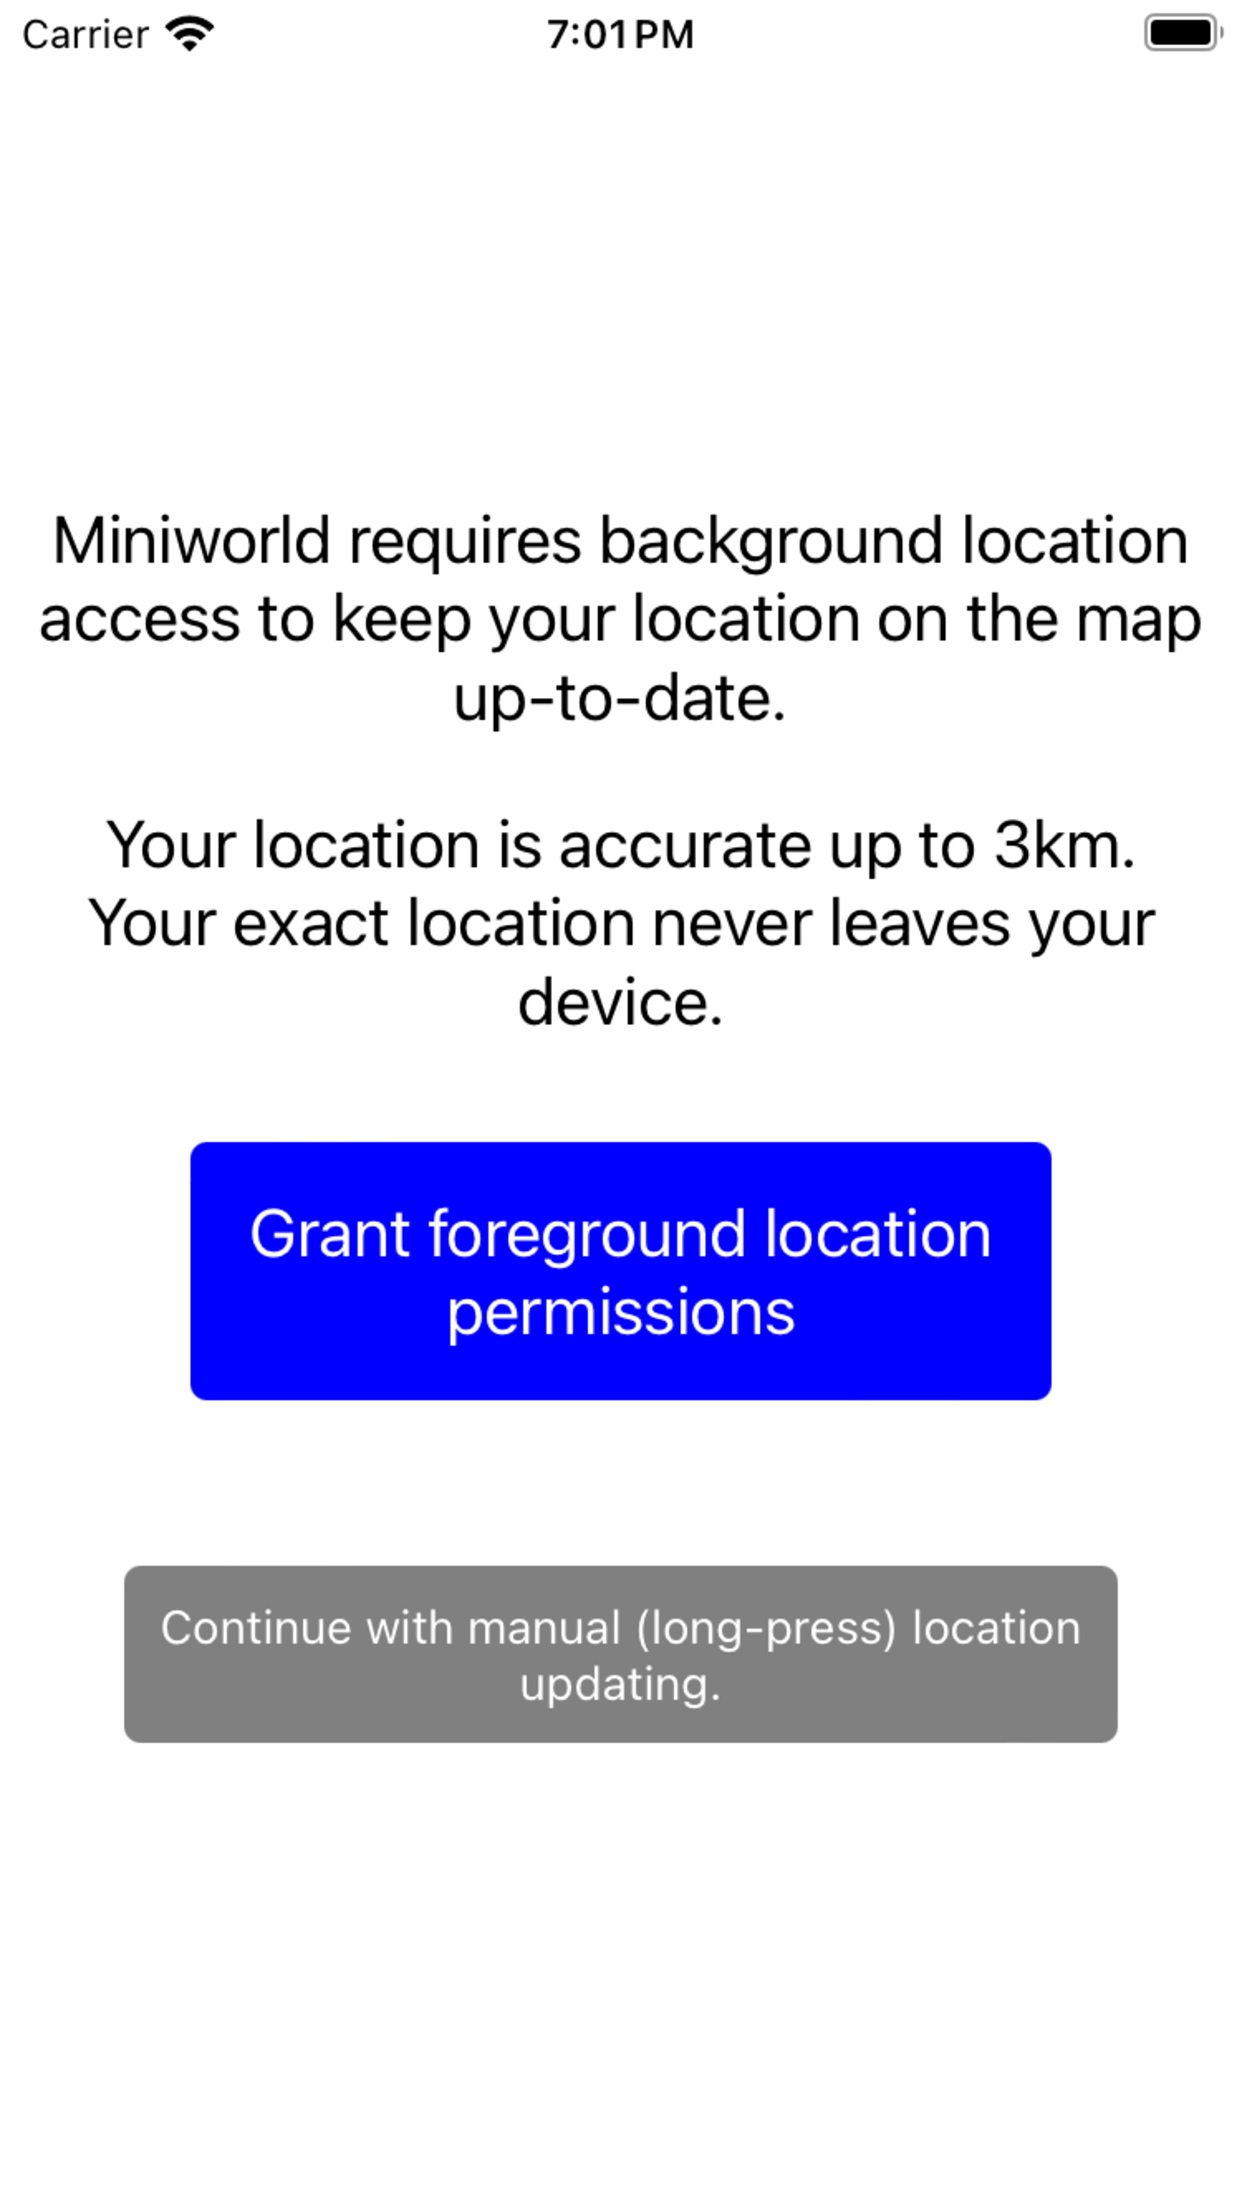 Carrier
7:01 PM
Miniworld requires background location
access to keep your location on the map
up-to-date.
Your location is accurate up to 3km.
Your exact location never leaves your
device.
Grant foreground location
permissions
Continue with manual (long-press) location
updating.